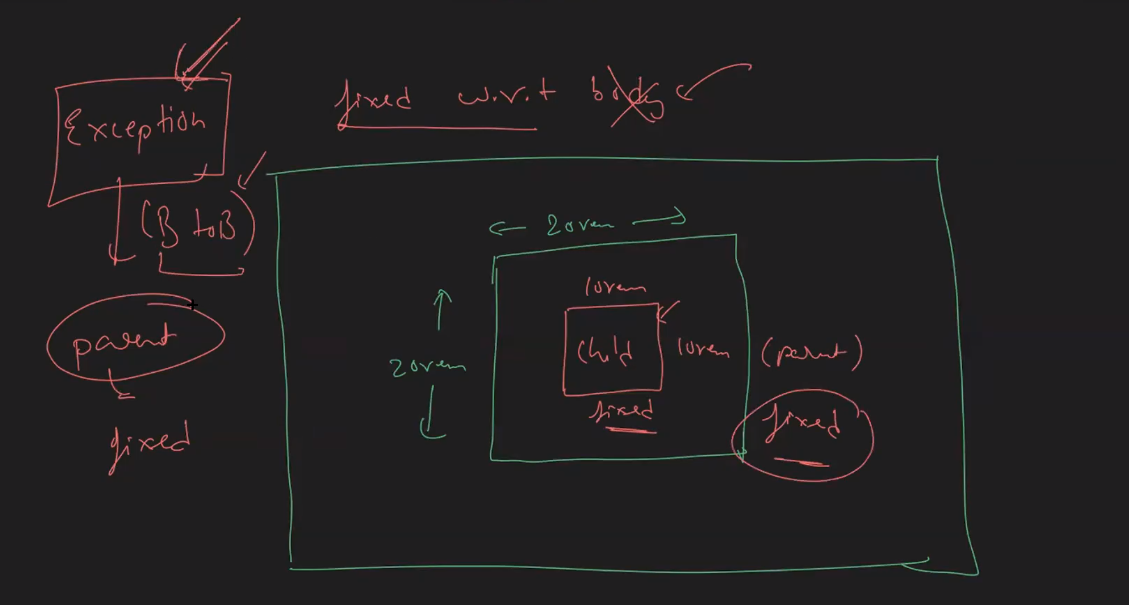 Exception
fixed w.r.t body
(B to B)
parent
fixed
20rem
20rem
10rem
child
10rem
fixed
(parent)
fixed